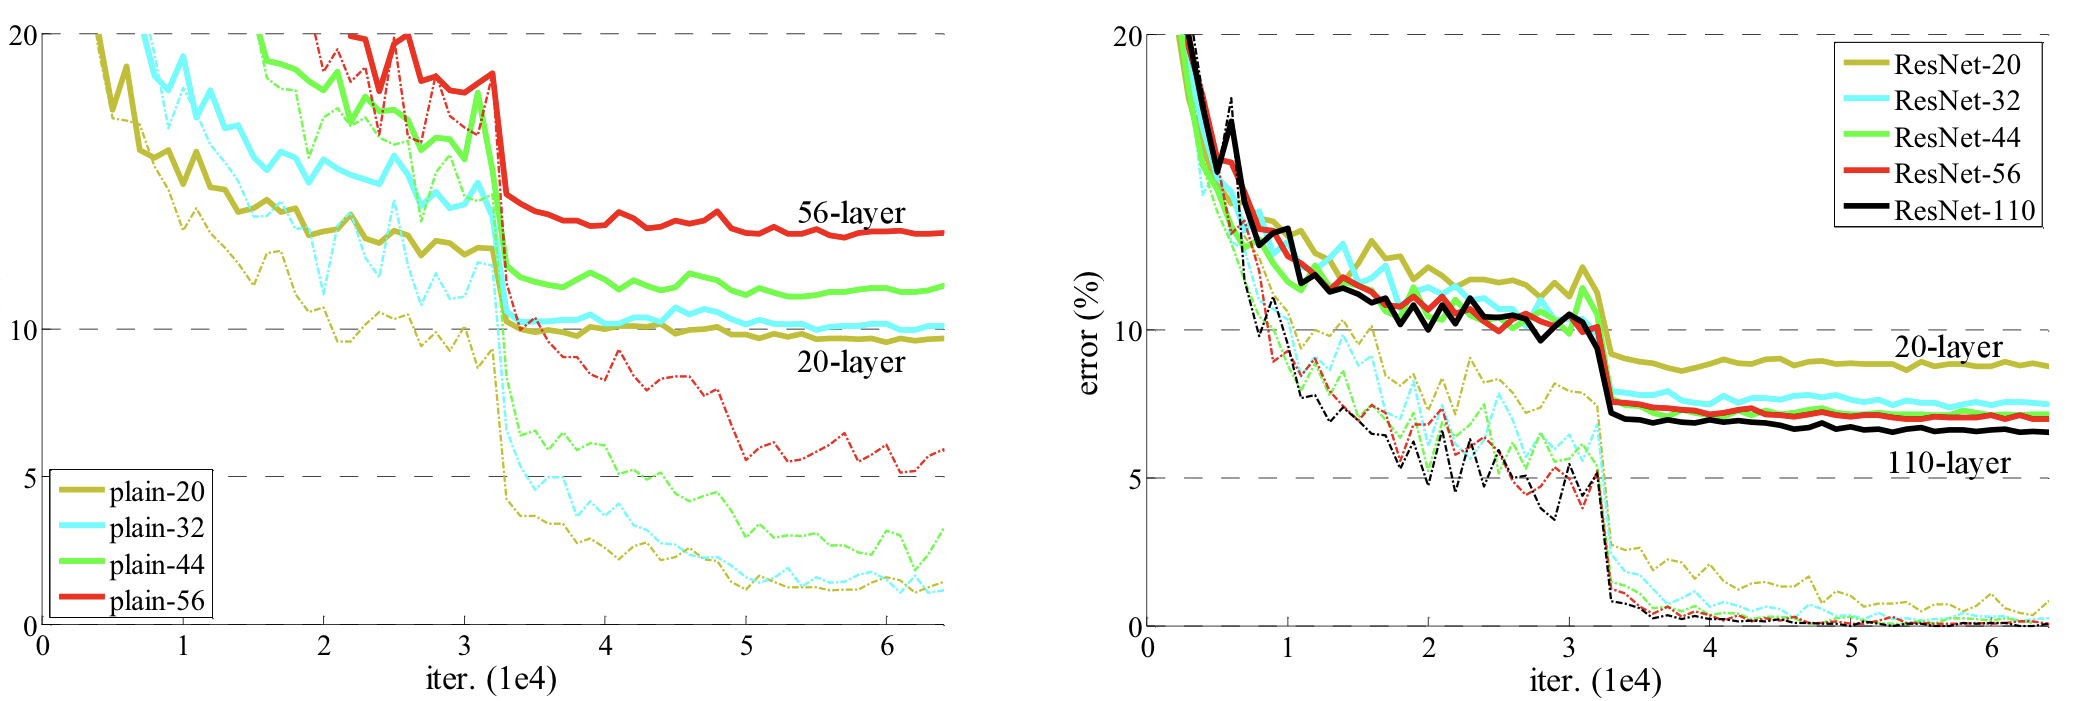 20
10
5
0
56-layer
20-layer
plain-20
plain-32
plain-44
plain-56
0 1 2 3 4 5 6
iter. (1e4)
error (%)
20
10
5
0
ResNet-20
ResNet-32
ResNet-44
ResNet-56
ResNet-110
20-layer
110-layer
0 1 2 3 4 5 6
iter. (1e4)